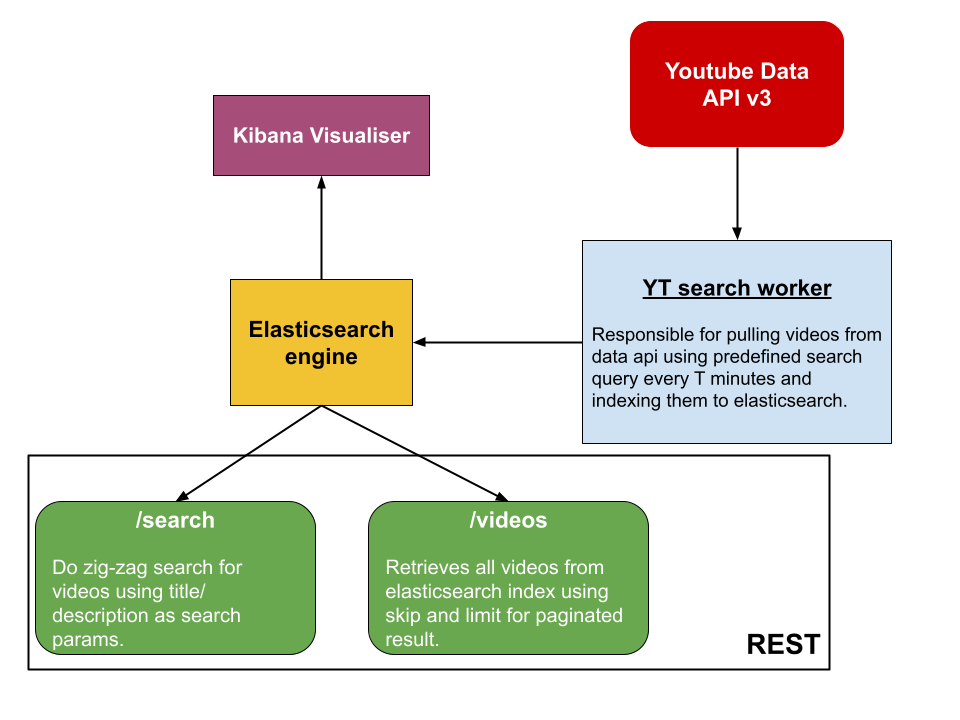 Youtube Data
API v3
Kibana Visualiser
YT search worker
Responsible for pulling videos from
data api using predefined search
query every T minutes and
indexing them to elasticsearch.
Elasticsearch
engine
/search
Do zig-zag search for
videos using title/
description as search
params.
/videos
Retrieves all videos from
elasticsearch index using
skip and limit for paginated
result.
REST